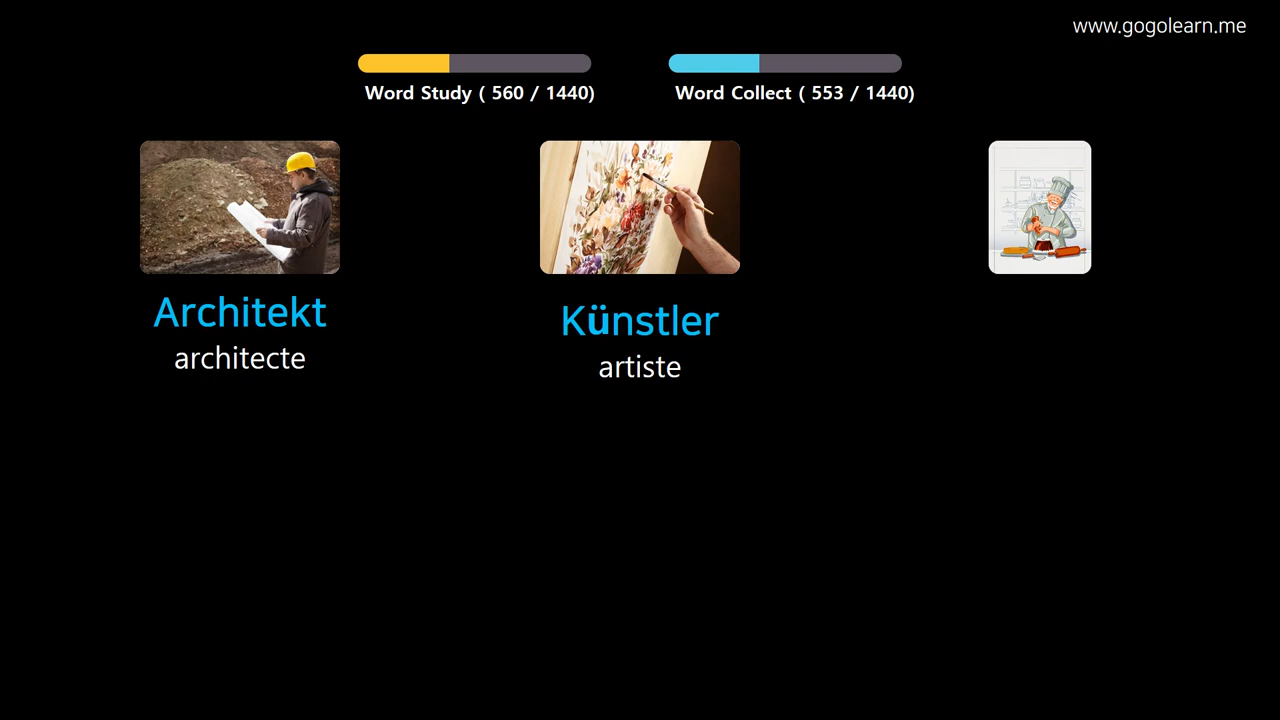 www.gogolearn.me
Word Study ( 560 / 1440)
Word Collect ( 553 / 1440)
Architekt
architecte
Künstler
artiste